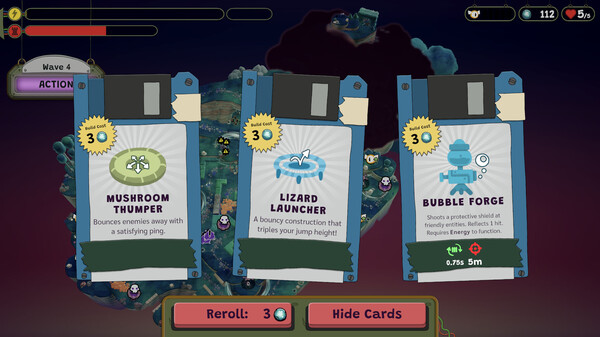 112
5/5
Wave 4
ACTION
Build Cost
3
MUSHROOM
THUMPER
Bounces enemies away with
a satisfying ping.
Build Cost
3
LIZARD
LAUNCHER
A bouncy construction that
triples your jump height!
Build Cost
3
BUBBLE FORGE
Shoots a protective shield at
friendly entities. Reflects 1 hit.
Requires Energy to function.
0.75s 5m
Reroll: 3
Hide Cards